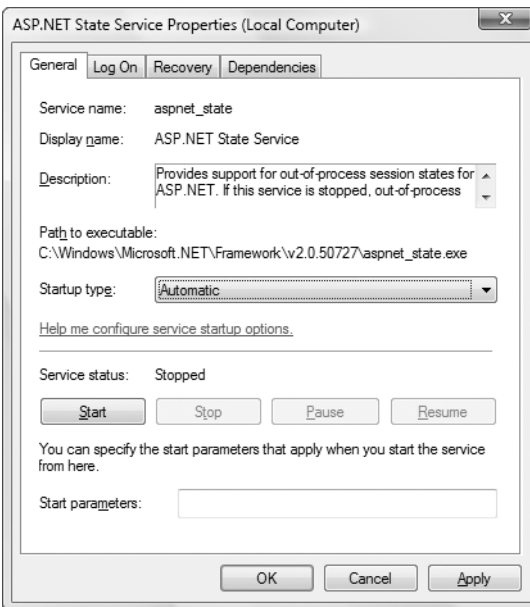 ASP.NET State Service Properties (Local Computer)
General Log On Recovery Dependencies
Service name: aspnet_state
Display name: ASP.NET State Service
Description: Provides support for out-of-process session states for
ASP.NET. If this service is stopped, out-of-process
Path to executable:
C:\Windows\Microsoft.NET\Framework\v2.0.50727\aspnet_state.exe
Startup type: Automatic
Help me configure service startup options.
Service status: Stopped
Start Stop Pause Resume
You can specify the start parameters that apply when you start the service
from here.
Start parameters:
OK Cancel Apply